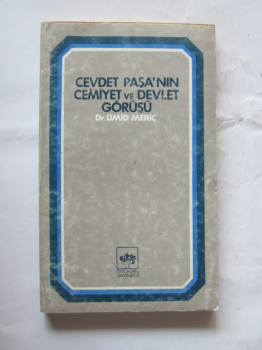 CEVDET PAŞA'NIN
CEMİYET VE DEVLET
GÖRÜŞÜ
Dr. ÜMİD MERİÇ